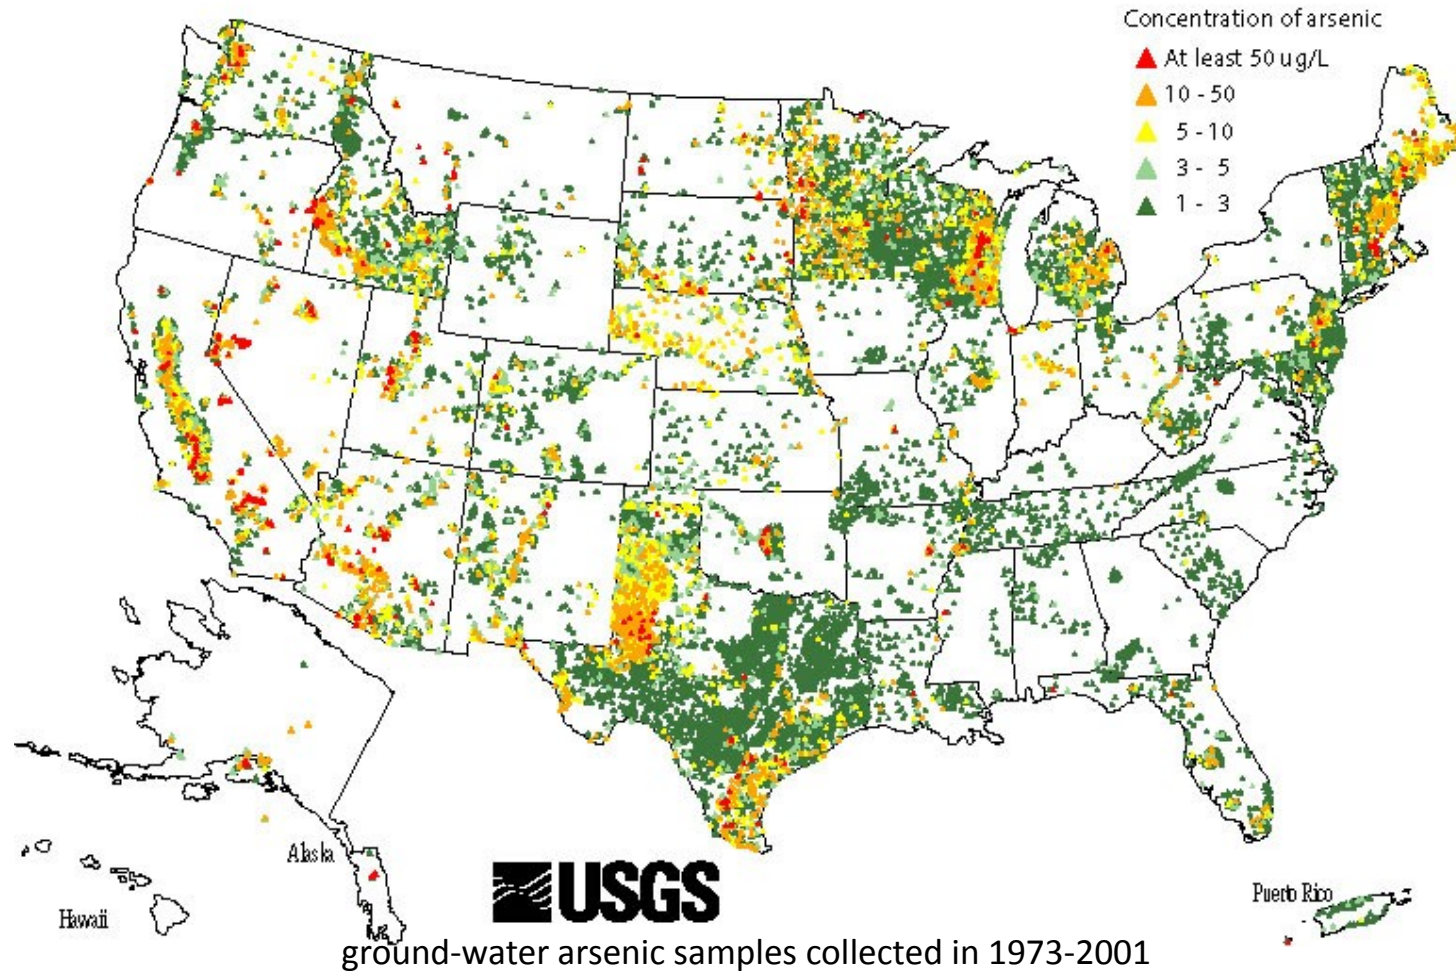 Concentration of arsenic
At least 50 ug/L
10 - 50
5 - 10
3 - 5
1 - 3
Alaska
Hawaii
USGS
Puerto Rico
ground-water arsenic samples collected in 1973-2001